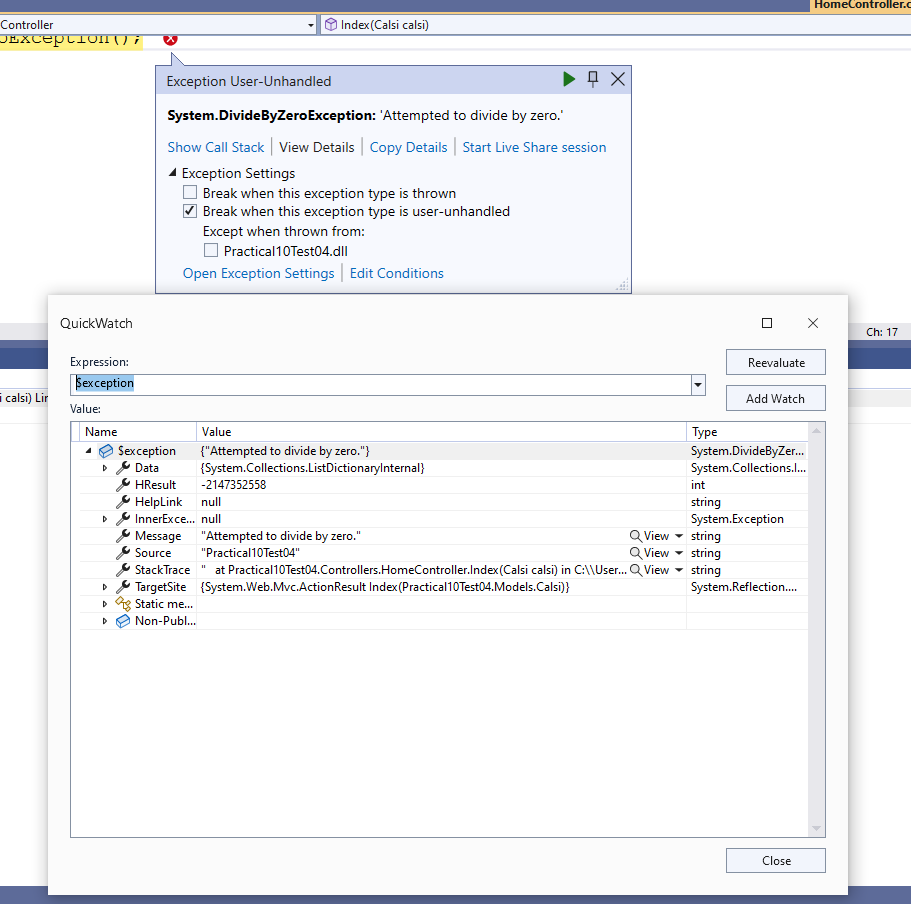 HomeController.c
Controller
Index(Calsi calsi)
oException();
Exception User-Unhandled
System.DivideByZeroException: 'Attempted to divide by zero.'
Show Call Stack | View Details | Copy Details | Start Live Share session
Exception Settings
Break when this exception type is thrown
Break when this exception type is user-unhandled
Except when thrown from:
Practical10Test04.dll
Open Exception Settings | Edit Conditions
QuickWatch
Ch: 17
Expression:
Reevaluate
$exception
Add Watch
i calsi) Lin
Value:
Name Value Type
$exception {"Attempted to divide by zero."} System.DivideByZer...
Data {System.Collections.ListDictionaryInternal} System.Collections.I...
HResult -2147352558 int
HelpLink null string
InnerExce... null System.Exception
Message "Attempted to divide by zero." View string
Source "Practical10Test04" View string
StackTrace " at Practical10Test04.Controllers.HomeController.Index(Calsi calsi) in C:\\User... View string
TargetSite {System.Web.Mvc.ActionResult Index(Practical10Test04.Models.Calsi)} System.Reflection....
Static me...
Non-Publ...
Close